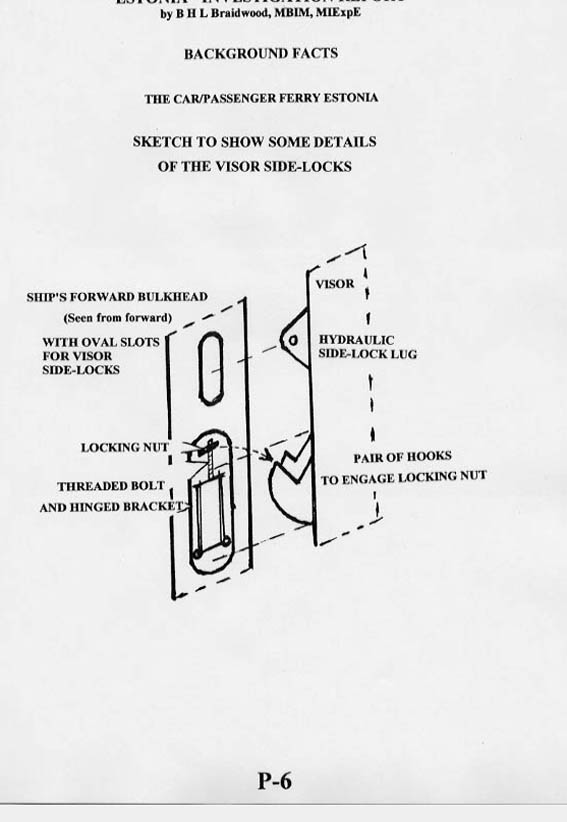 by B H L Braidwood, MBIM, MIExpE
BACKGROUND FACTS
THE CAR/PASSENGER FERRY ESTONIA
SKETCH TO SHOW SOME DETAILS
OF THE VISOR SIDE-LOCKS
VISOR
SHIP'S FORWARD BULKHEAD
(Seen from forward)
WITH OVAL SLOTS
FOR VISOR
SIDE-LOCKS
HYDRAULIC
SIDE-LOCK LUG
LOCKING NUT
THREADED BOLT
AND HINGED BRACKET
PAIR OF HOOKS
TO ENGAGE LOCKING NUT
P-6